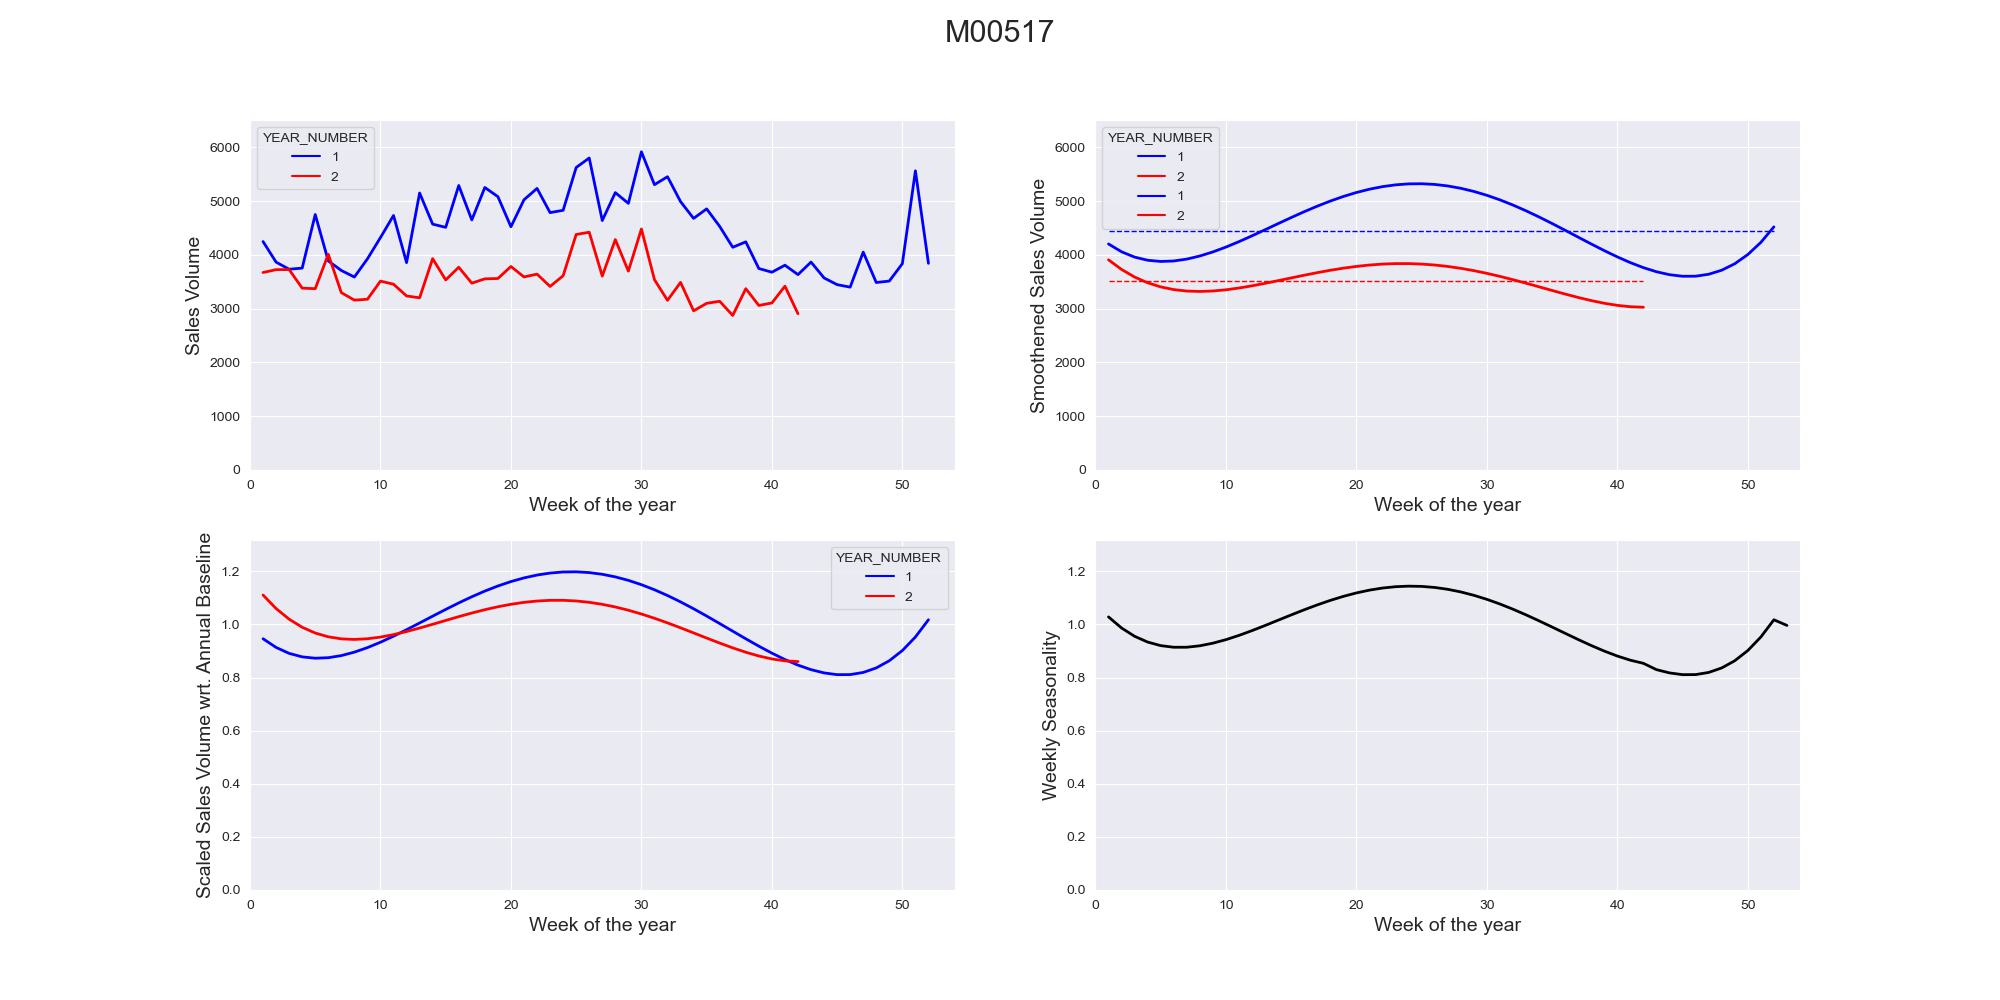 M00517
YEAR_NUMBER
1
2
6000
5000
4000
3000
2000
1000
0
Sales Volume
0 10 20 30 40 50
Week of the year
YEAR_NUMBER
1
2
1
2
6000
5000
4000
3000
2000
1000
0
Smoothened Sales Volume
0 10 20 30 40 50
Week of the year
YEAR_NUMBER
1
2
1.2
1.0
0.8
0.6
0.4
0.2
0.0
Scaled Sales Volume wrt. Annual Baseline
0 10 20 30 40 50
Week of the year
1.2
1.0
0.8
0.6
0.4
0.2
0.0
Weekly Seasonality
0 10 20 30 40 50
Week of the year